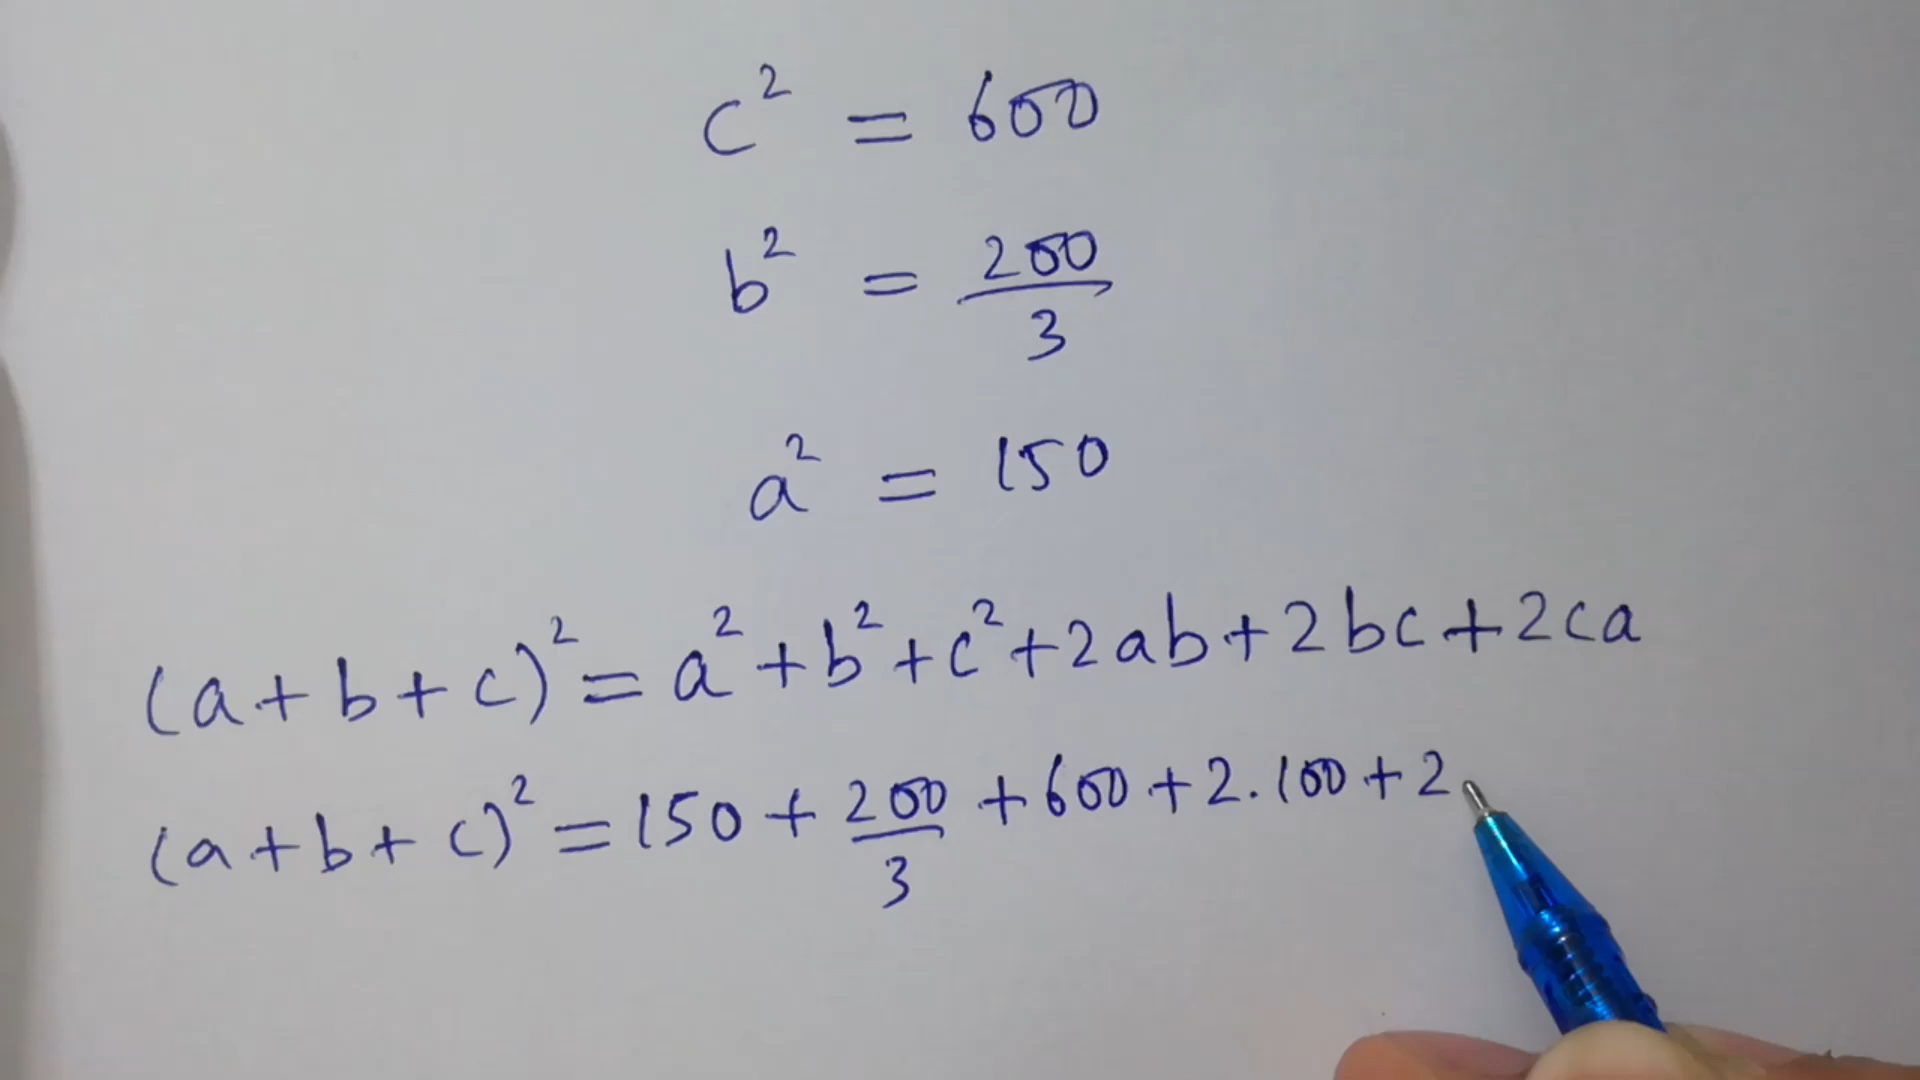 c² = 600
b² = 200/3
a² = 150
(a+b+c)² = a²+b²+c²+2ab+2bc+2ca
(a+b+c)² = 150 + 200/3 + 600 + 2.100 + 2